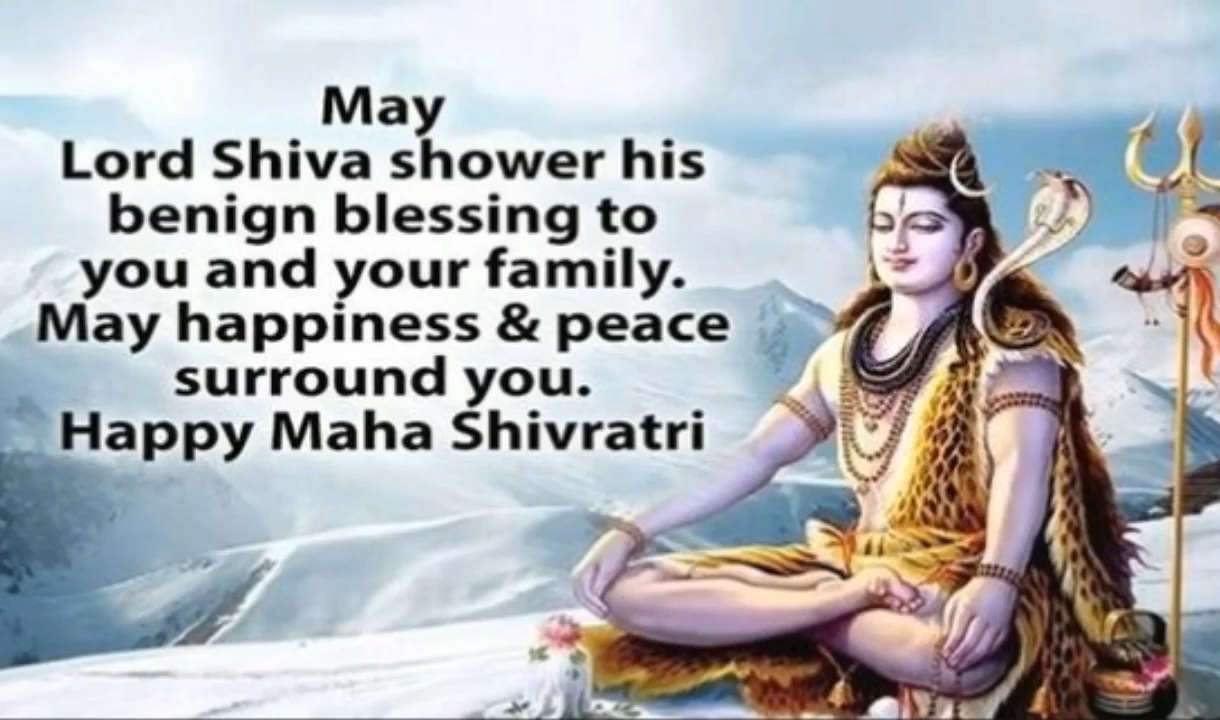 May
Lord Shiva shower his
benign blessing to
you and your family.
May happiness & peace
surround you.
Happy Maha Shivratri